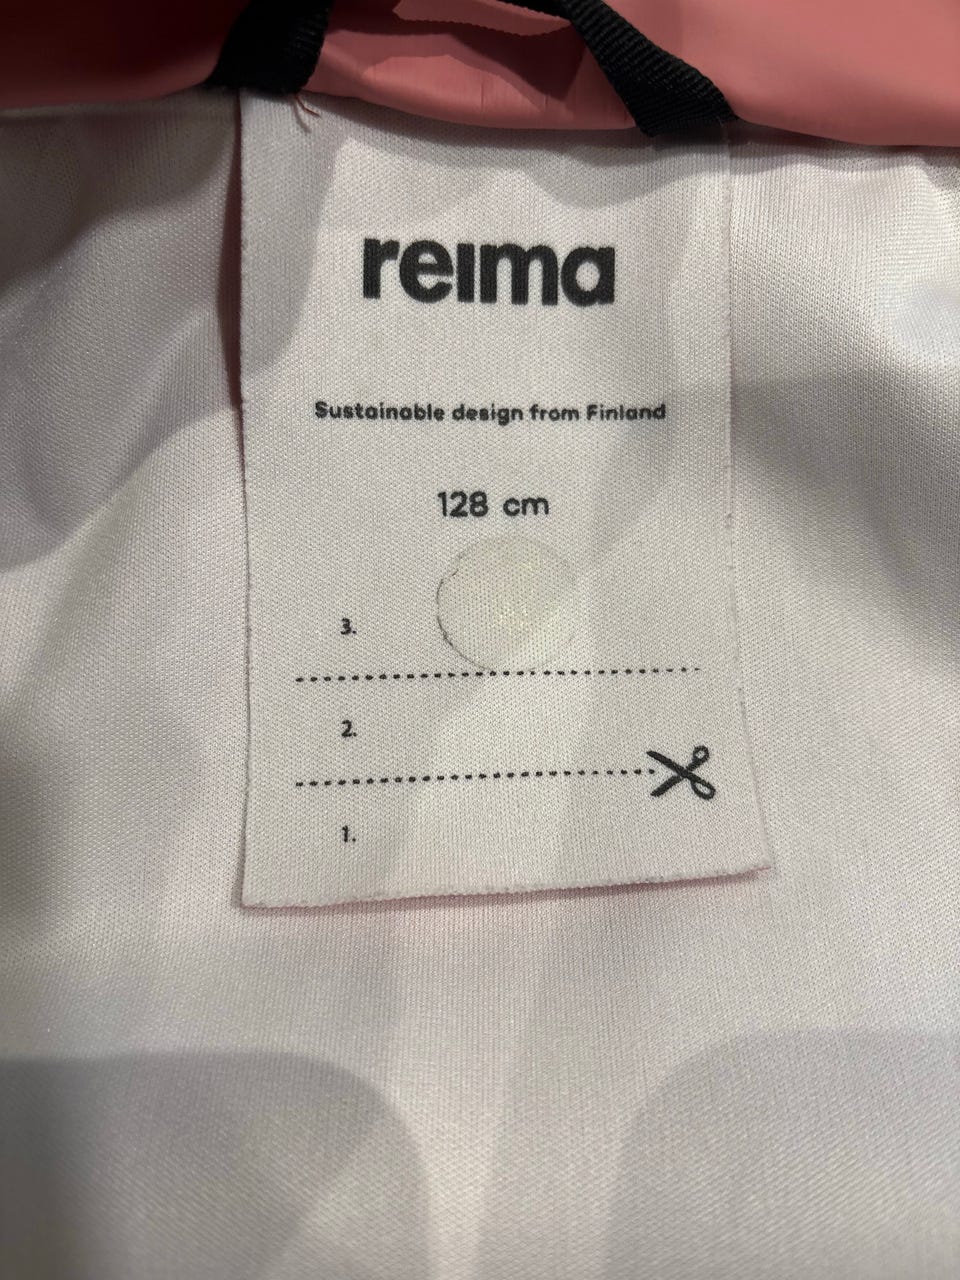 reima
Sustainable design from Finland
128 cm
3.
2.
1.